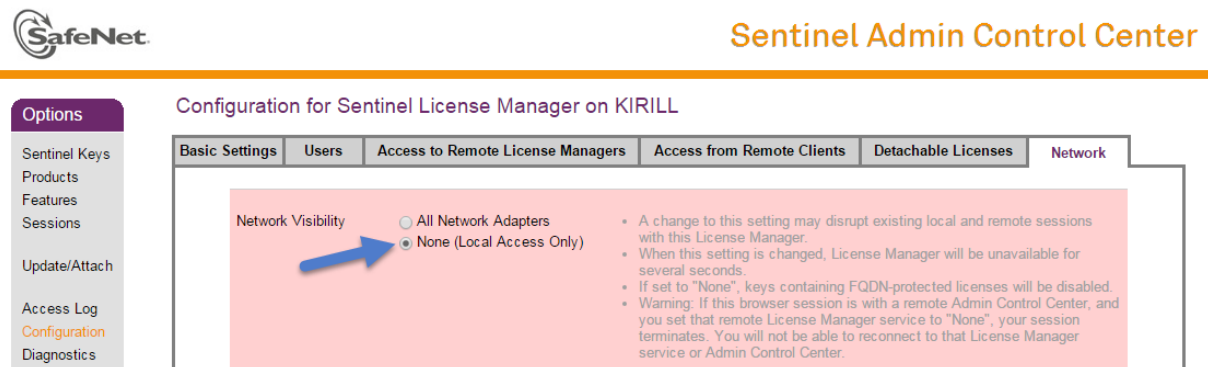 SafeNet.
Sentinel Admin Control Center
Options
Sentinel Keys
Products
Features
Sessions
Update/Attach
Access Log
Configuration
Diagnostics
Configuration for Sentinel License Manager on KIRILL
Basic Settings Users Access to Remote License Managers Access from Remote Clients Detachable Licenses Network
Network Visibility
All Network Adapters
None (Local Access Only)
• A change to this setting may disrupt existing local and remote sessions
with this License Manager.
• When this setting is changed, License Manager will be unavailable for
several seconds.
• If set to "None", keys containing FQDN-protected licenses will be disabled.
• Warning: If this browser session is with a remote Admin Control Center, and
you set that remote License Manager service to "None", your session
terminates. You will not be able to reconnect to that License Manager
service or Admin Control Center.